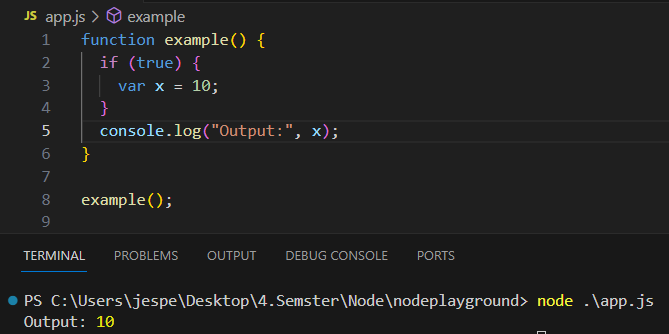 JS app.js > example
1 function example() {
2 if (true) {
3 var x = 10;
4 }
5 console.log("Output:", x);
6 }
7
8 example();
9
TERMINAL PROBLEMS OUTPUT DEBUG CONSOLE PORTS
PS C:\Users\jespe\Desktop\4.Semster\Node\nodeplayground> node .\app.js
Output: 10